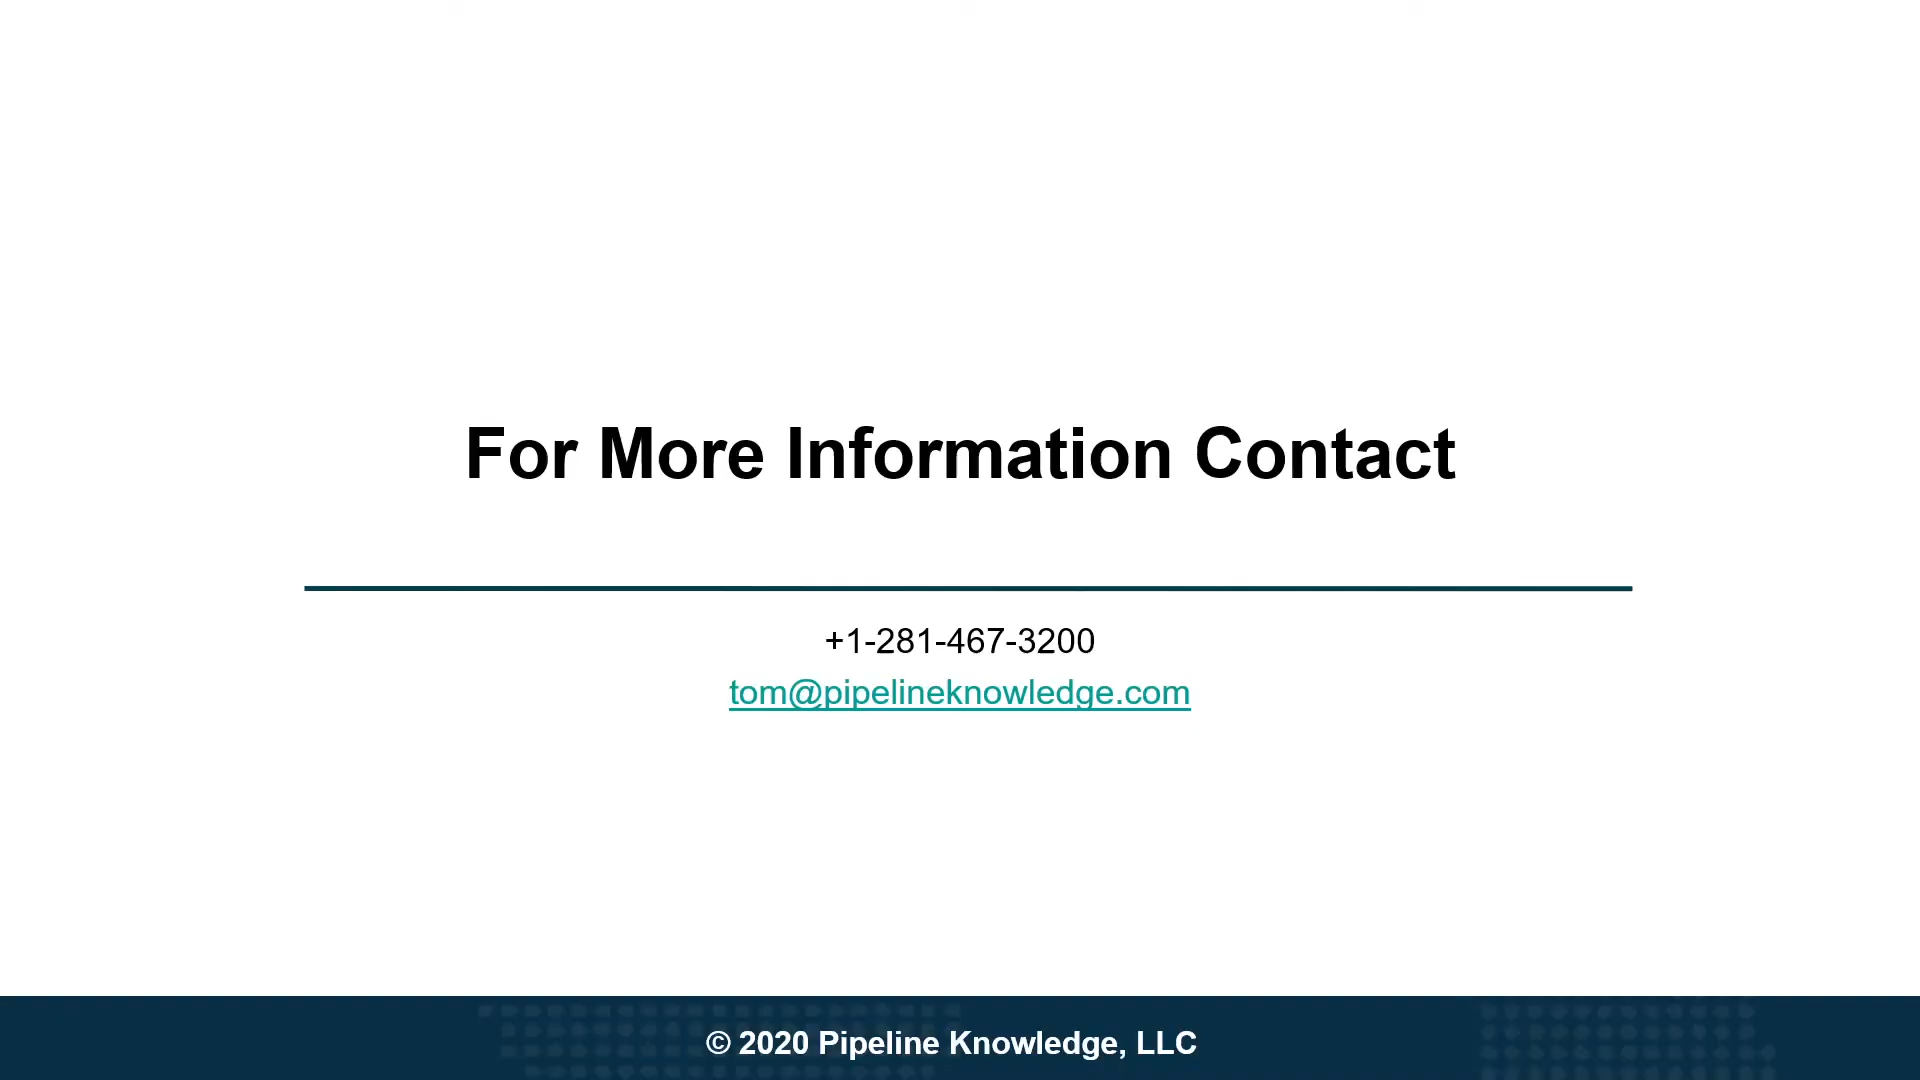 For More Information Contact
+1-281-467-3200
tom@pipelineknowledge.com
© 2020 Pipeline Knowledge, LLC